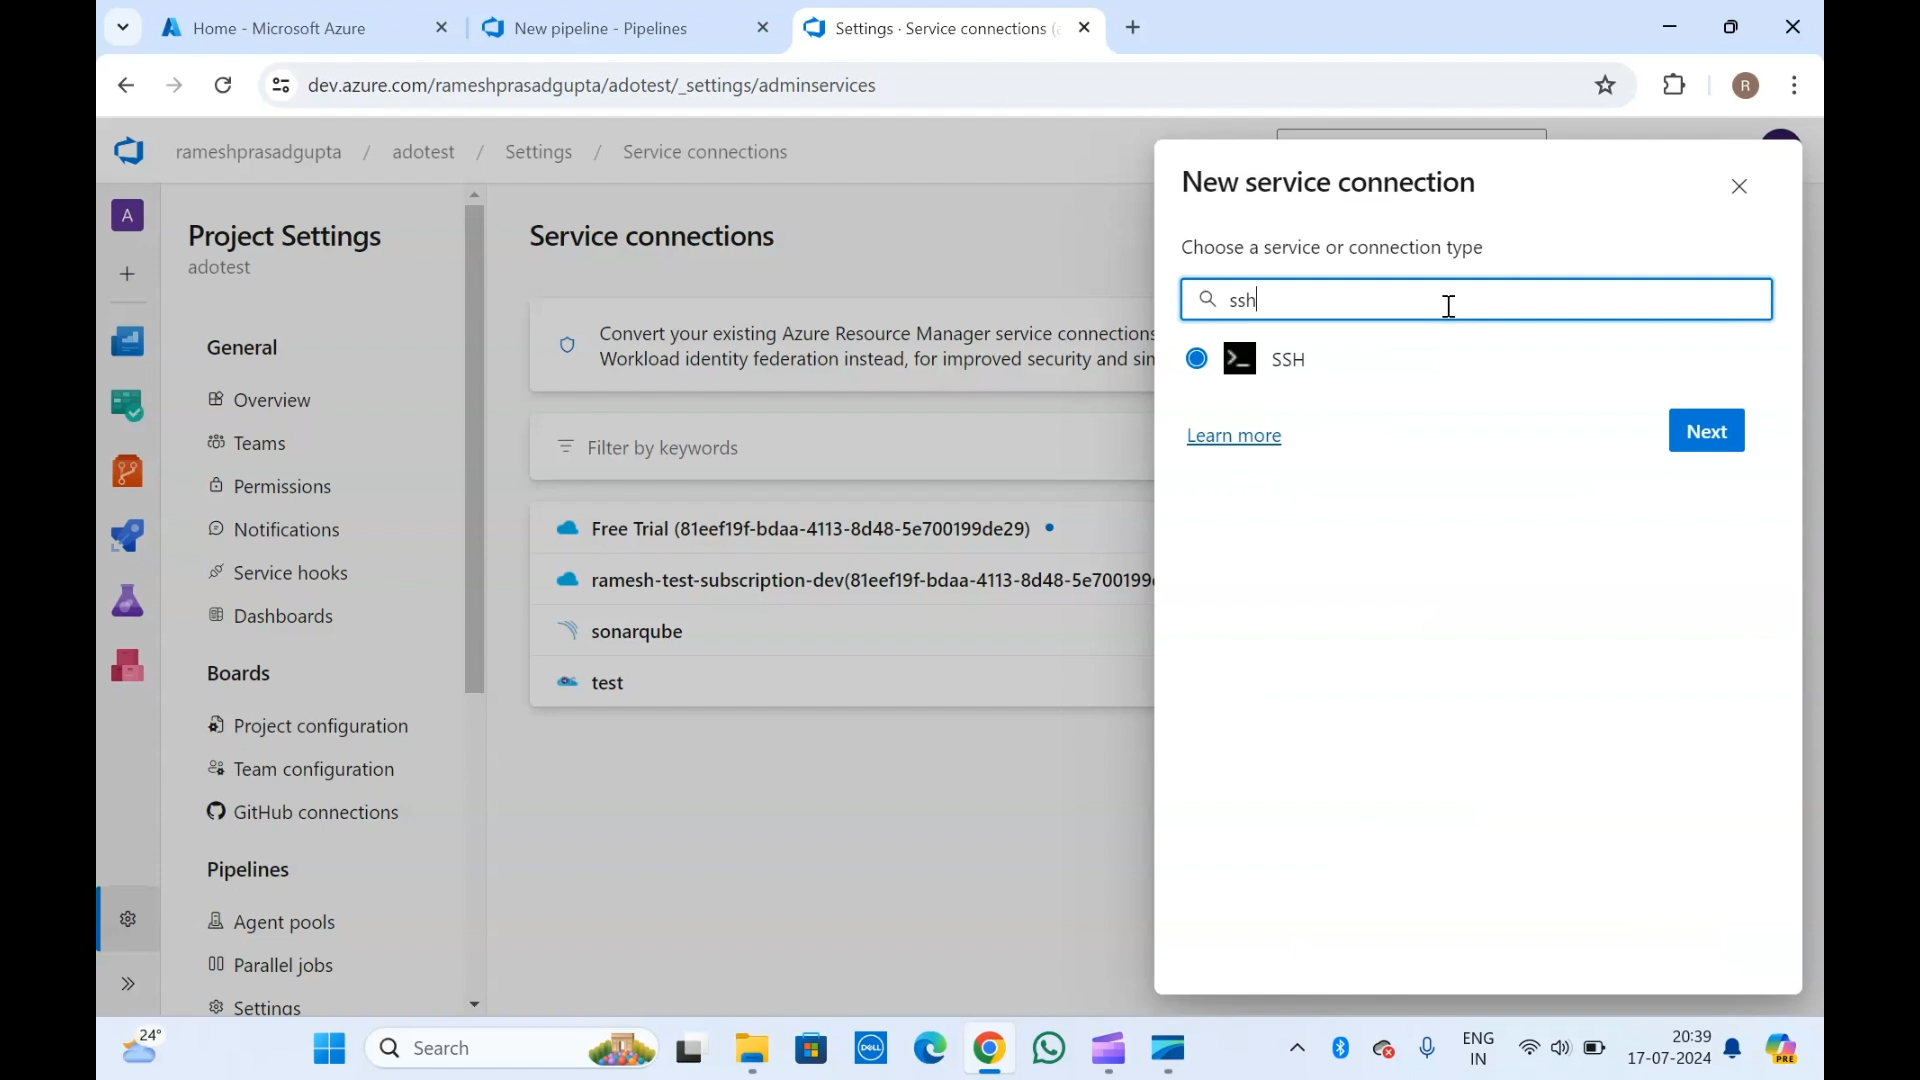 Home - Microsoft Azure
New pipeline - Pipelines
Settings · Service connections (
dev.azure.com/rameshprasadgupta/adotest/_settings/adminservices
R
rameshprasadgupta / adotest / Settings / Service connections
A
Project Settings
adotest
General
Overview
Teams
Permissions
Notifications
Service hooks
Dashboards
Boards
Project configuration
Team configuration
GitHub connections
Pipelines
Agent pools
Parallel jobs
Settings
Service connections
Convert your existing Azure Resource Manager service connections
Workload identity federation instead, for improved security and sin
Filter by keywords
Free Trial (81eef19f-bdaa-4113-8d48-5e700199de29)
ramesh-test-subscription-dev(81eef19f-bdaa-4113-8d48-5e700199
sonarqube
test
New service connection
Choose a service or connection type
ssh
SSH
Learn more
Next
24°
Search
DELL
ENG
IN
20:39
17-07-2024
PRE